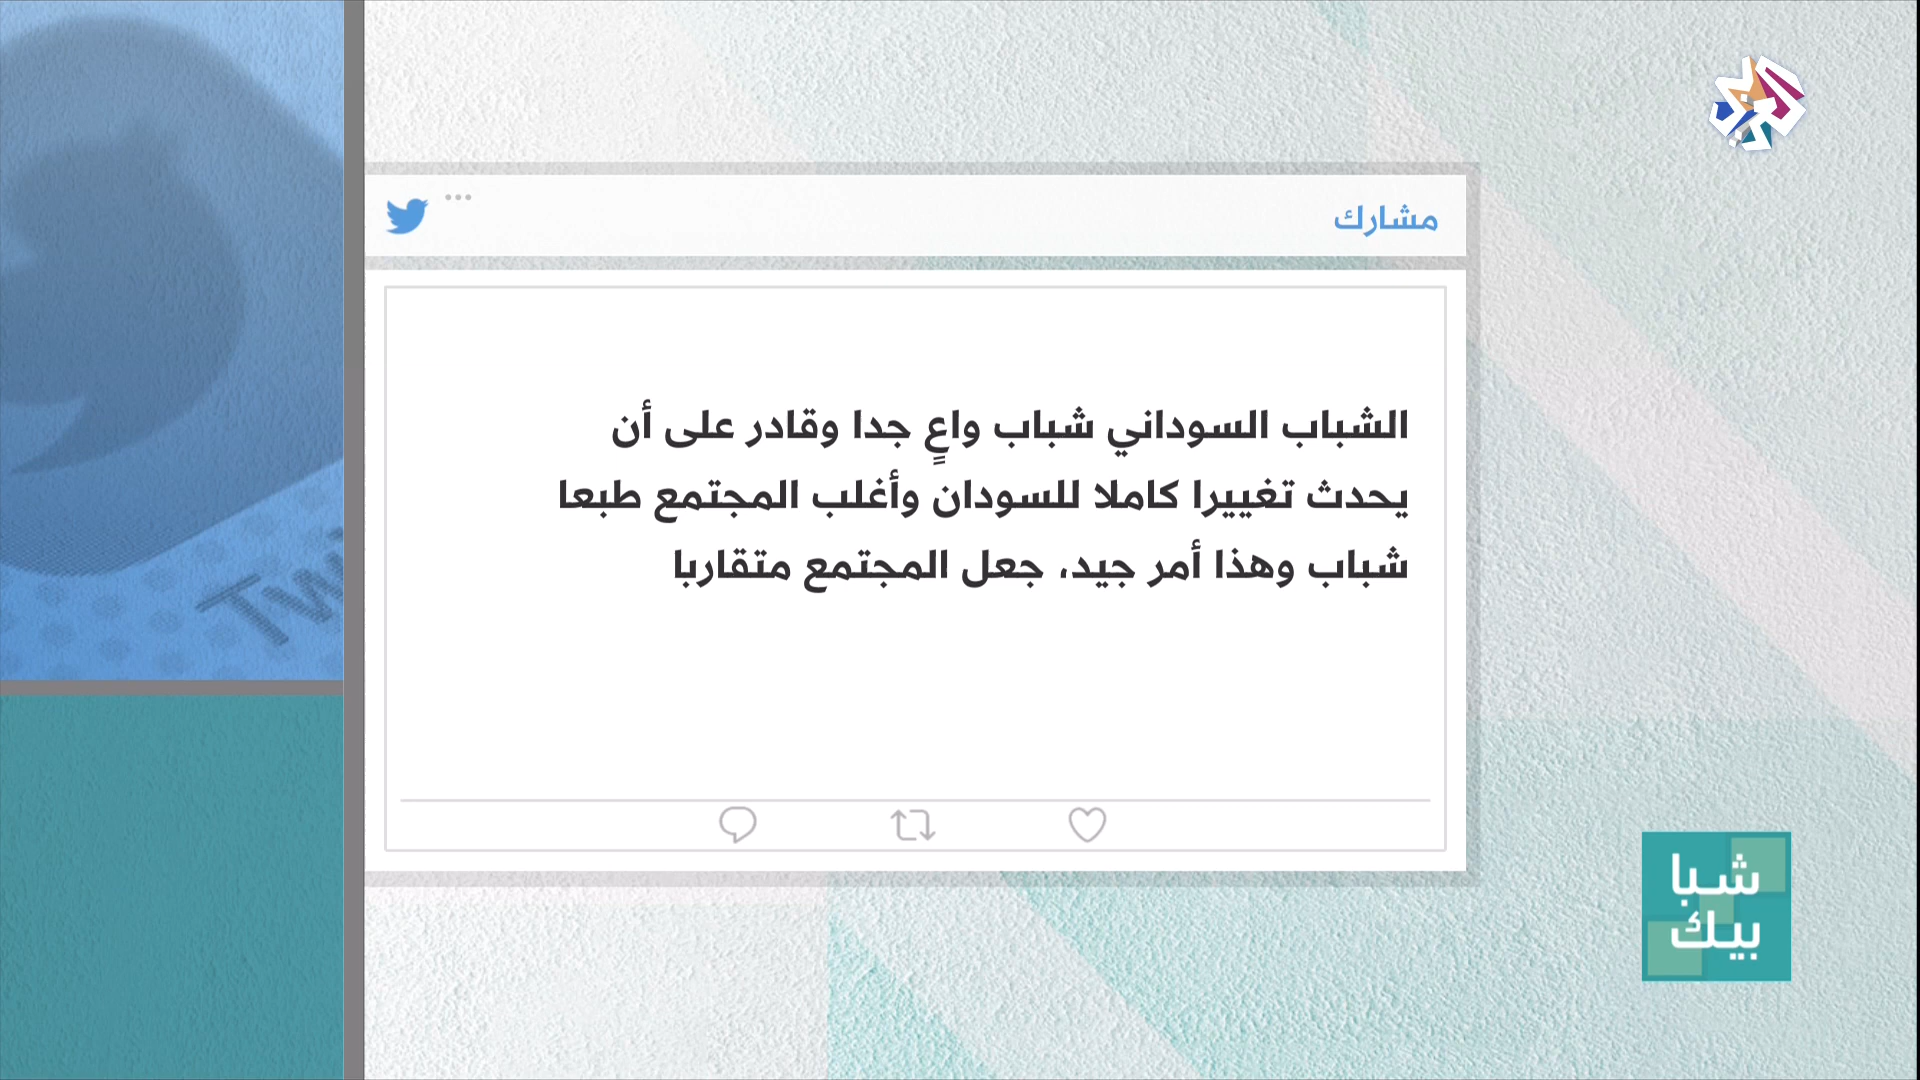 مشارك
الشباب السوداني شباب واعٍ جدا وقادر على أن
يحدث تغييرا كاملا للسودان وأغلب المجتمع طبعا
شباب وهذا أمر جيد، جعل المجتمع متقاربا
شبا
بيك
Tw